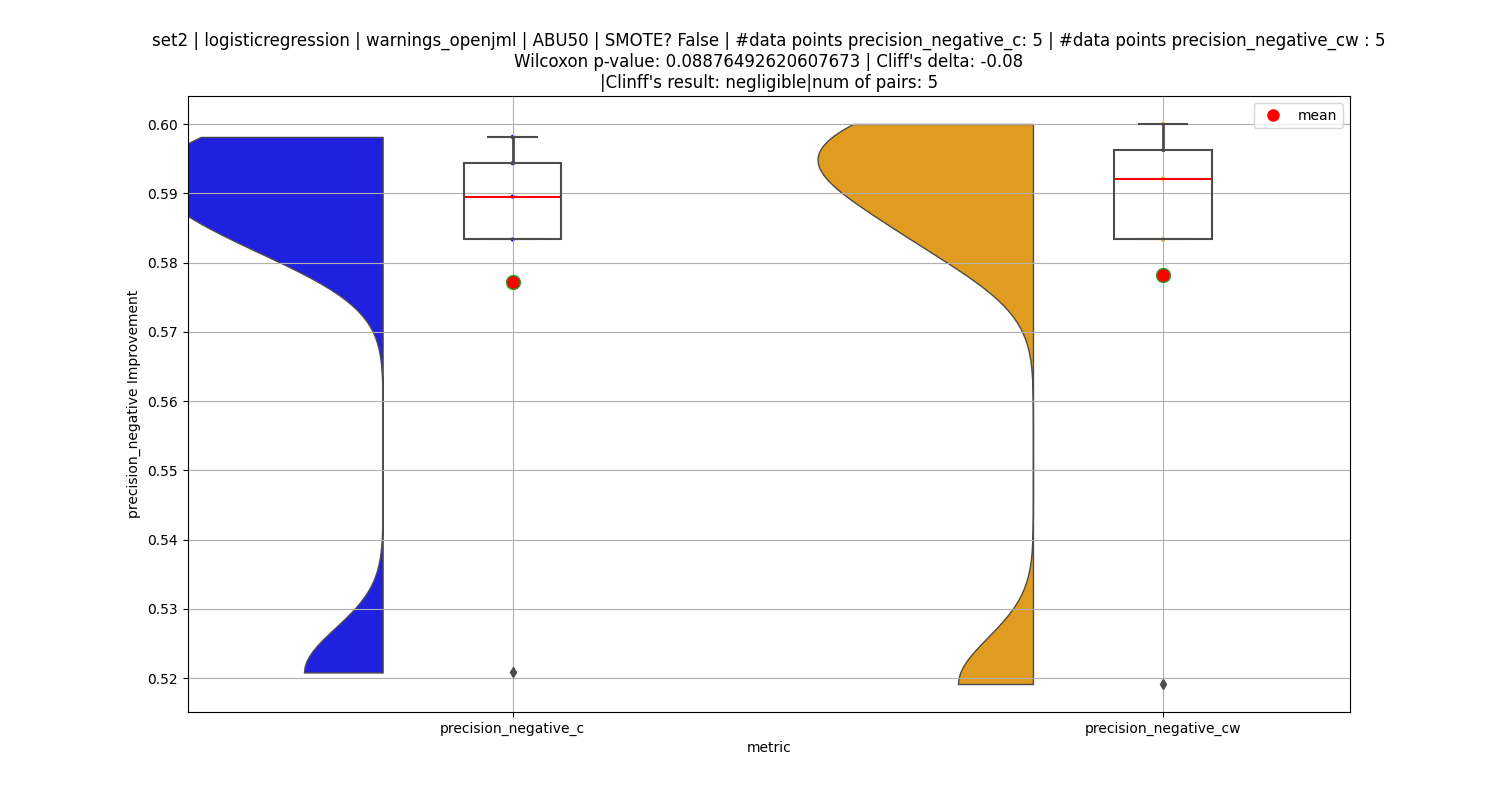 set2 | logisticregression | warnings_openjml | ABU50 | SMOTE? False | #data points precision_negative_c: 5 | #data points precision_negative_cw : 5
Wilcoxon p-value: 0.08876492620607673 | Cliff's delta: -0.08
|Clinff's result: negligible|num of pairs: 5
mean
0.60
0.59
0.58
0.57
0.56
0.55
0.54
0.53
0.52
precision_negative Improvement
precision_negative_c
precision_negative_cw
metric